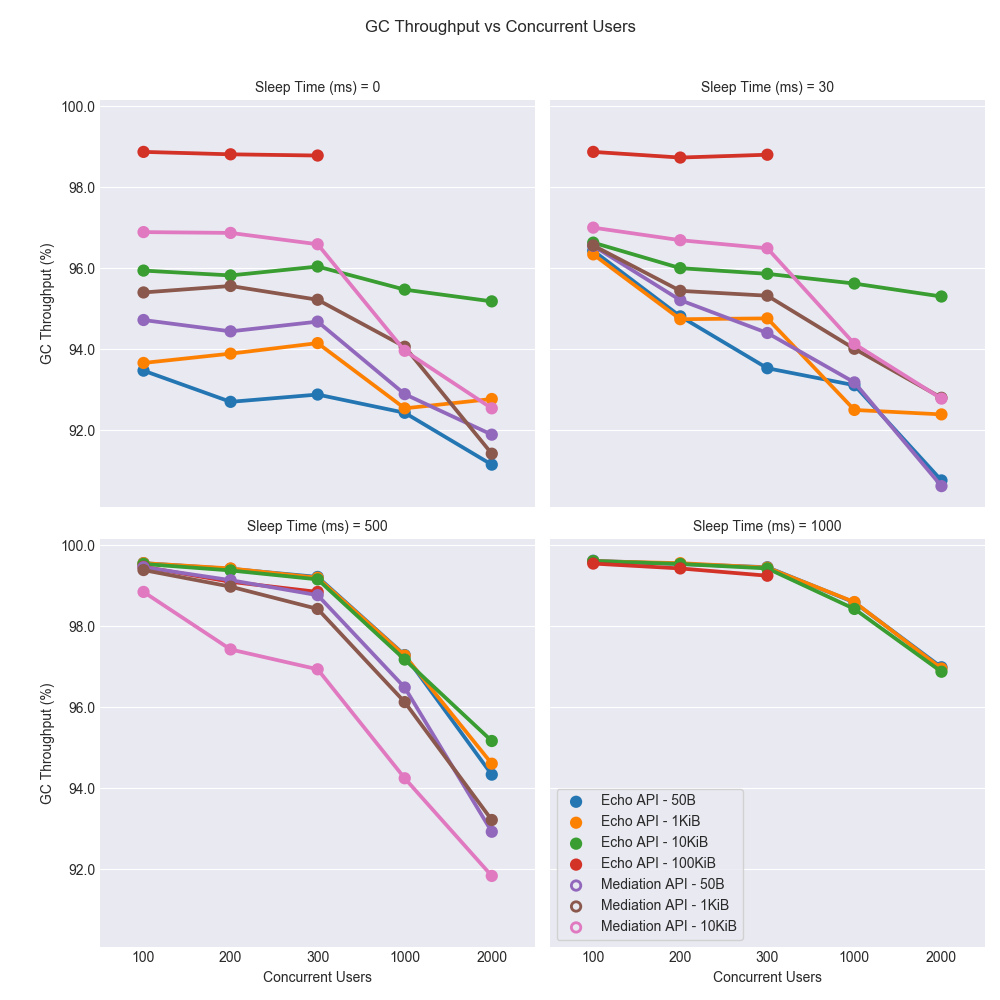 GC Throughput vs Concurrent Users
Sleep Time (ms) = 0
Sleep Time (ms) = 30
100.0
98.0
96.0
94.0
92.0
GC Throughput (%)
Sleep Time (ms) = 500
Sleep Time (ms) = 1000
100.0
98.0
96.0
94.0
92.0
GC Throughput (%)
Echo API - 50B
Echo API - 1KiB
Echo API - 10KiB
Echo API - 100KiB
Mediation API - 50B
Mediation API - 1KiB
Mediation API - 10KiB
100 200 300 1000 2000
100 200 300 1000 2000
Concurrent Users
Concurrent Users